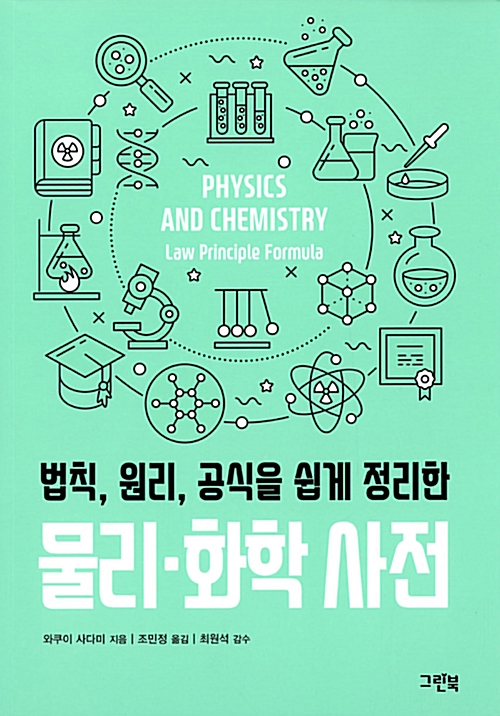 PHYSICS
AND CHEMISTRY
Law Principle Formula
법칙, 원리, 공식을 쉽게 정리한
물리·화학 사전
와쿠이 사다미 지음 | 조민정 옮김 | 최원석 감수
그린북